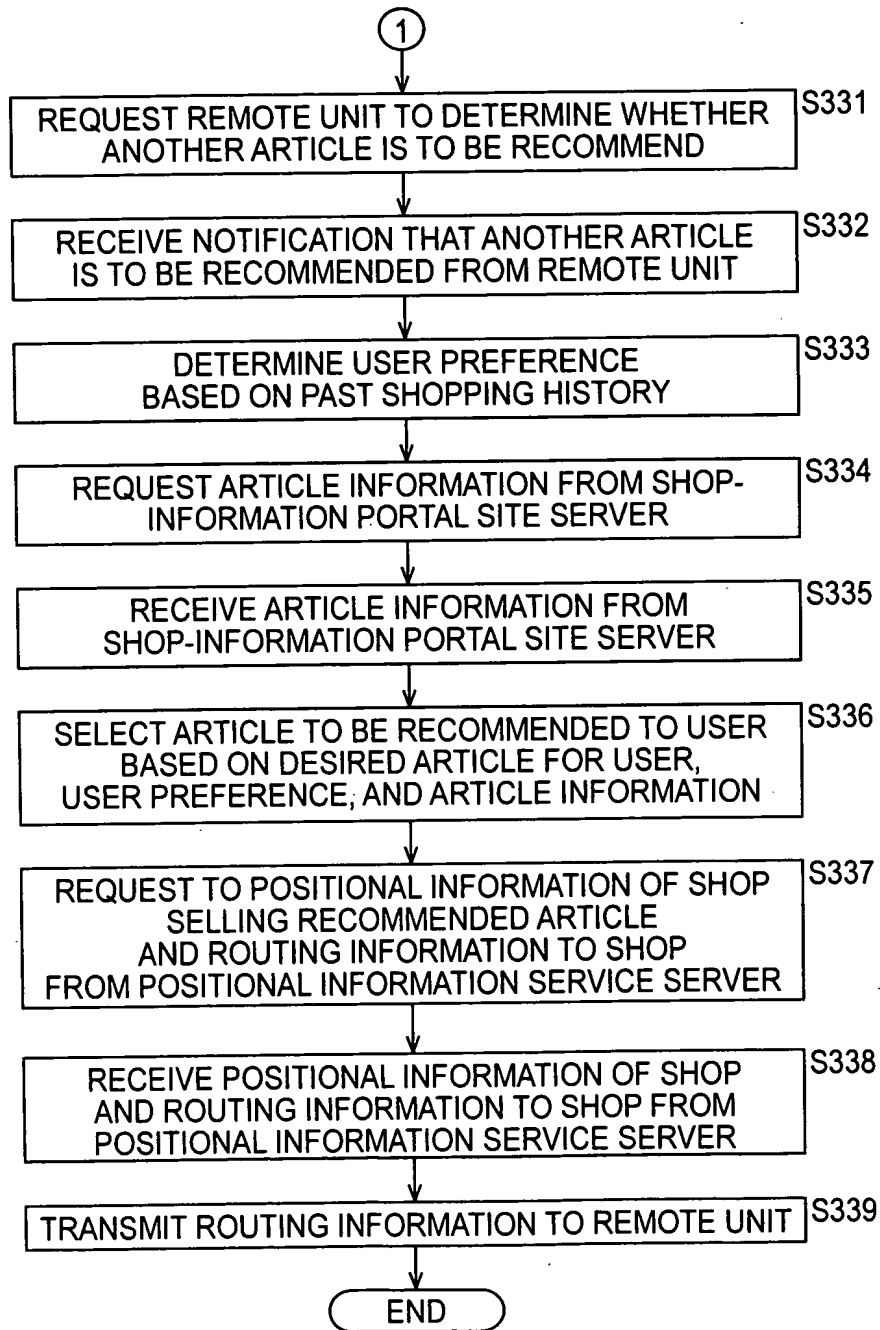 1
S331
REQUEST REMOTE UNIT TO DETERMINE WHETHER
ANOTHER ARTICLE IS TO BE RECOMMEND
S332
RECEIVE NOTIFICATION THAT ANOTHER ARTICLE
IS TO BE RECOMMENDED FROM REMOTE UNIT
S333
DETERMINE USER PREFERENCE
BASED ON PAST SHOPPING HISTORY
S334
REQUEST ARTICLE INFORMATION FROM SHOP-
INFORMATION PORTAL SITE SERVER
S335
RECEIVE ARTICLE INFORMATION FROM
SHOP-INFORMATION PORTAL SITE SERVER
S336
SELECT ARTICLE TO BE RECOMMENDED TO USER
BASED ON DESIRED ARTICLE FOR USER,
USER PREFERENCE, AND ARTICLE INFORMATION
S337
REQUEST TO POSITIONAL INFORMATION OF SHOP
SELLING RECOMMENDED ARTICLE
AND ROUTING INFORMATION TO SHOP
FROM POSITIONAL INFORMATION SERVICE SERVER
S338
RECEIVE POSITIONAL INFORMATION OF SHOP
AND ROUTING INFORMATION TO SHOP FROM
POSITIONAL INFORMATION SERVICE SERVER
S339
TRANSMIT ROUTING INFORMATION TO REMOTE UNIT
END